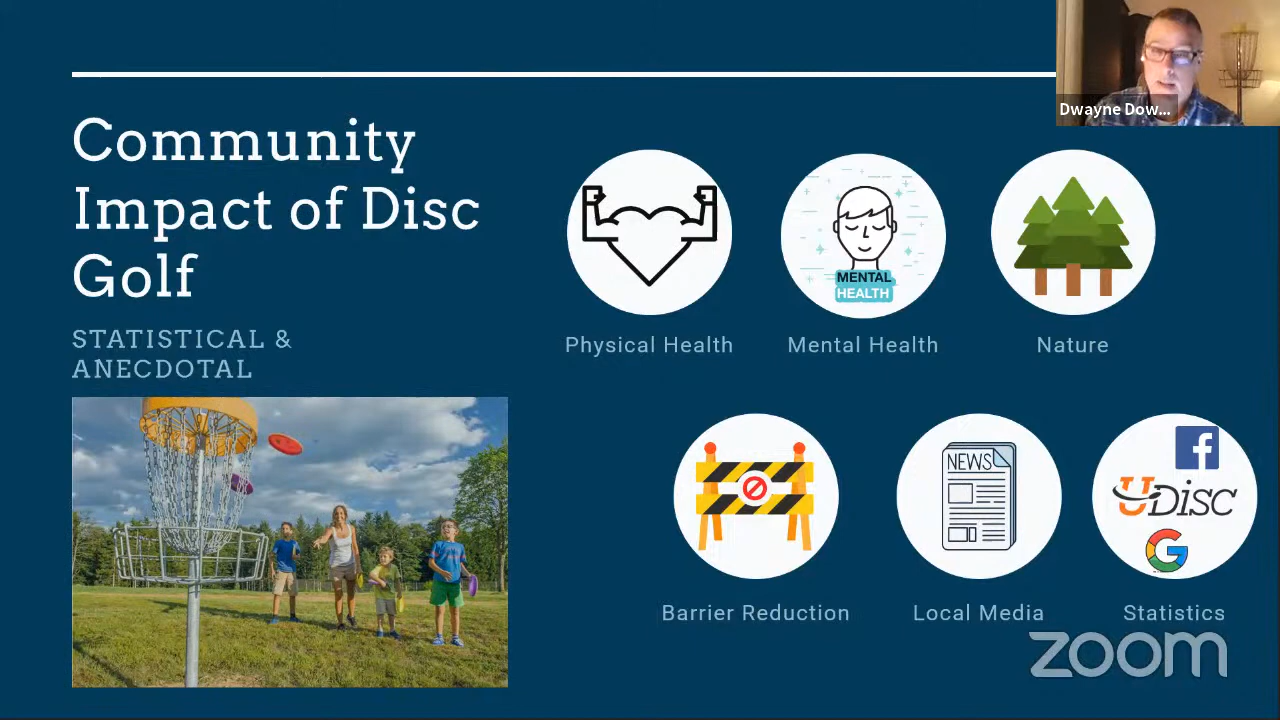 Dwayne Dow...
Community
Impact of Disc
Golf
STATISTICAL &
ANECDOTAL
MENTAL
HEALTH
Physical Health
Mental Health
Nature
NEWS
UDisc
Barrier Reduction
Local Media
Statistics
zoom